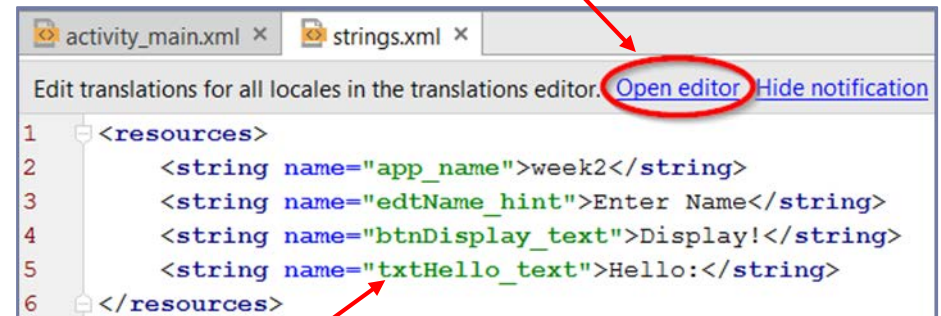 activity_main.xml × strings.xml ×
Edit translations for all locales in the translations editor. Open editor Hide notification
1 <resources>
2 <string name="app_name">week2</string>
3 <string name="edtName_hint">Enter Name</string>
4 <string name="btnDisplay_text">Display!</string>
5 <string name="txtHello_text">Hello:</string>
6 </resources>